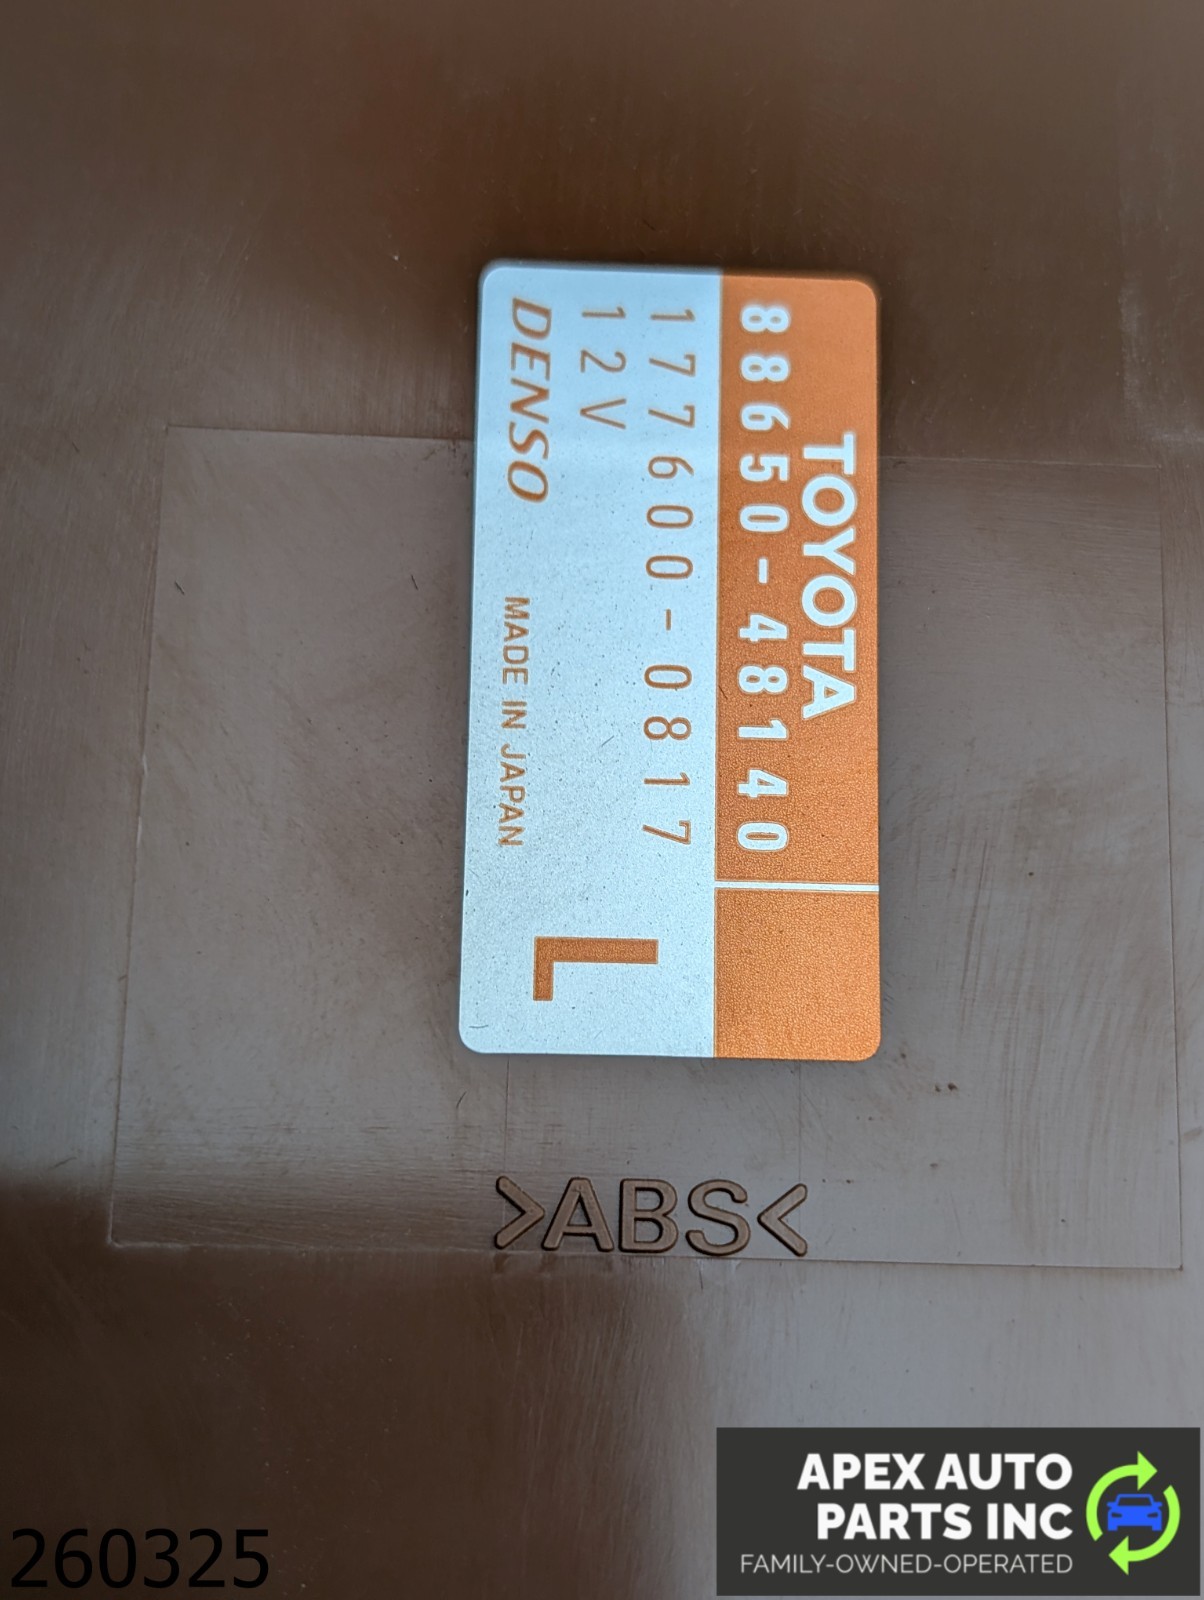 TOYOTA
88650-48140
177600-0817
12V
DENSO MADE IN JAPAN
L
>ABS<
APEX AUTO
PARTS INC
FAMILY-OWNED-OPERATED
260325